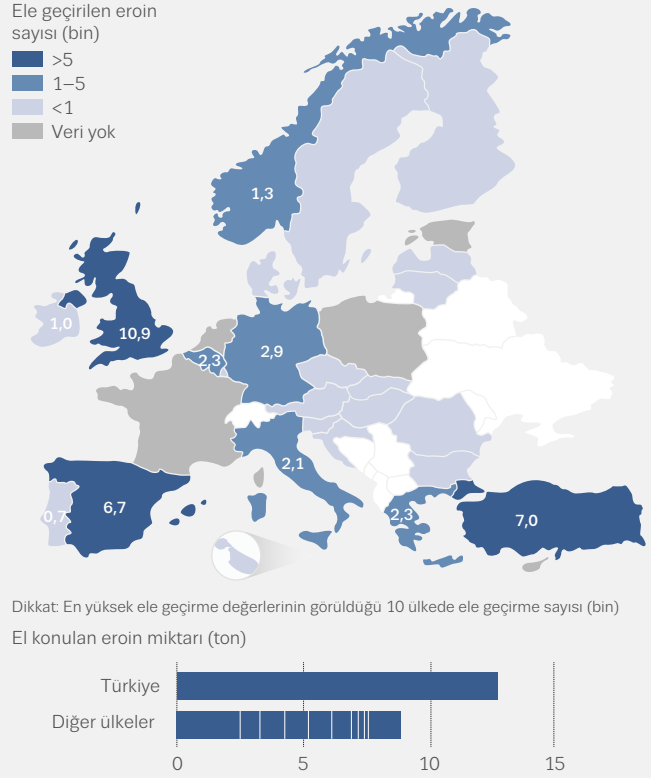 Ele geçirilen eroin
sayısı (bin)
>5
1–5
<1
Veri yok
1,3
1,0
10,9
2,3
2,9
2,1
0,7
6,7
2,3
7,0
Dikkat: En yüksek ele geçirme değerlerinin görüldüğü 10 ülkede ele geçirme sayısı (bin)
El konulan eroin miktarı (ton)
Türkiye
Diğer ülkeler
0 5 10 15